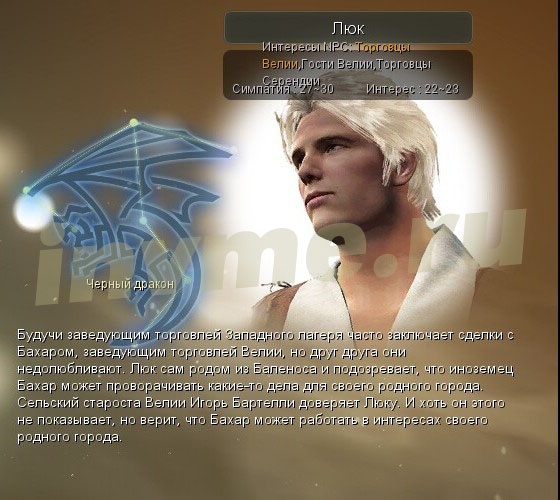 Люк
Интересы NPC: Торговцы
Велии,Гости Велии,Торговцы
Серендии
Симпатия : 27~30 Интерес : 22~23
inyme.ru
Черный дракон
Будучи заведующим торговлей Западного лагеря часто заключает сделки с
Бахаром, заведующим торговлей Велии, но друг друга они
недолюбливают. Люк сам родом из Баленоса и подозревает, что иноземец
Бахар может проворачивать какие-то дела для своего родного города.
Сельский староста Велии Игорь Бартелли доверяет Люку. И хоть он этого
не показывает, но верит, что Бахар может работать в интересах своего
родного города.